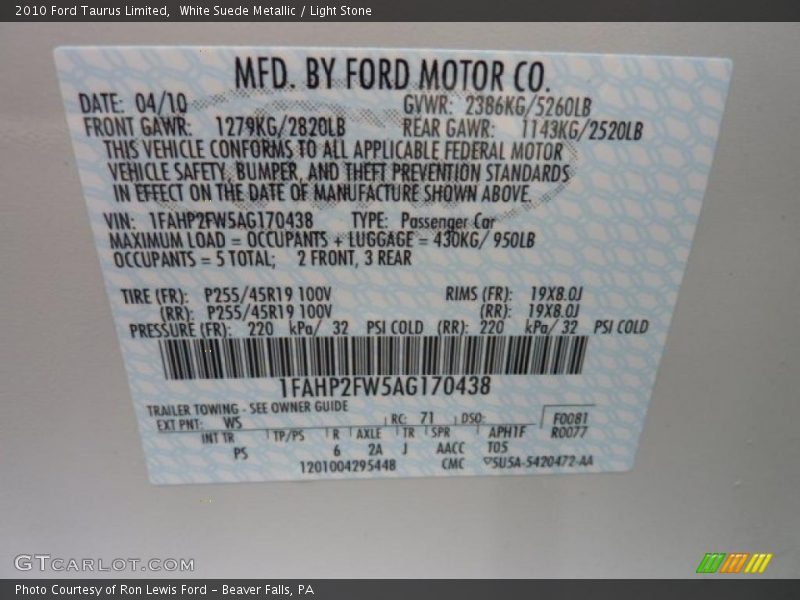 2010 Ford Taurus Limited,  White Suede Metallic / Light Stone
MFD. BY FORD MOTOR CO.
DATE: 04/10 GVWR: 2386KG/5260LB
FRONT GAWR: 1279KG/2820LB REAR GAWR: 1143KG/2520LB
THIS VEHICLE CONFORMS TO ALL APPLICABLE FEDERAL MOTOR
VEHICLE SAFETY, BUMPER, AND THEFT PREVENTION STANDARDS
IN EFFECT ON THE DATE OF MANUFACTURE SHOWN ABOVE.
VIN: 1FAHP2FW5AG170438 TYPE: Passenger Car
MAXIMUM LOAD = OCCUPANTS + LUGGAGE = 430KG/ 950LB
OCCUPANTS = 5 TOTAL; 2 FRONT, 3 REAR
TIRE (FR): P255/45R19 100V RIMS (FR): 19X8.0J
(RR): P255/45R19 100V (RR): 19X8.0J
PRESSURE (FR): 220 kPa/ 32 PSI COLD (RR): 220 kPa/ 32 PSI COLD
1FAHP2FW5AG170438
TRAILER TOWING - SEE OWNER GUIDE
EXT PNT: WS RC: 71 DSO: F0081
INT TR TP/PS R AXLE TR SPR APH1F R0077
PS 6 2A J AACC T05
1201004295448 CMC 5U5A-5420472-AA
GTCARLOT.COM
Photo Courtesy of Ron Lewis Ford - Beaver Falls, PA